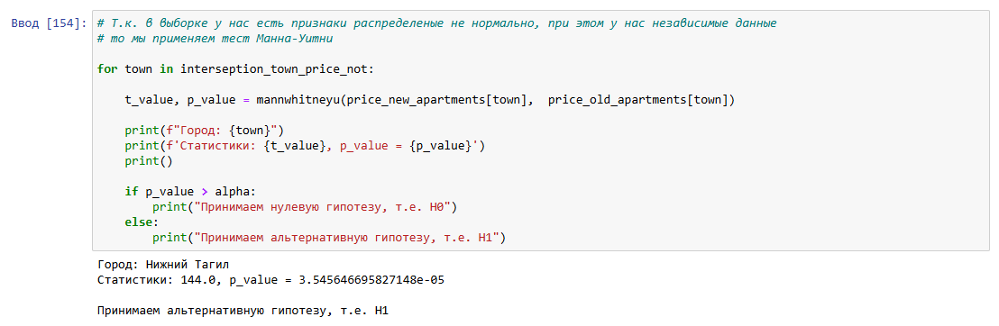 Ввод [154]: # Т.к. в выборке у нас есть признаки распределеные не нормально, при этом у нас независимые данные
# то мы применяем тест Манна-Уитни
for town in interseption_town_price_not:
t_value, p_value = mannwhitneyu(price_new_apartments[town],  price_old_apartments[town])
print(f"Город: {town}")
print(f'Статистики: {t_value}, p_value = {p_value}')
print()
if p_value > alpha:
print("Принимаем нулевую гипотезу, т.е. H0")
else:
print("Принимаем альтернативную гипотезу, т.е. H1")
Город: Нижний Тагил
Статистики: 144.0, p_value = 3.545646695827148e-05
Принимаем альтернативную гипотезу, т.е. H1